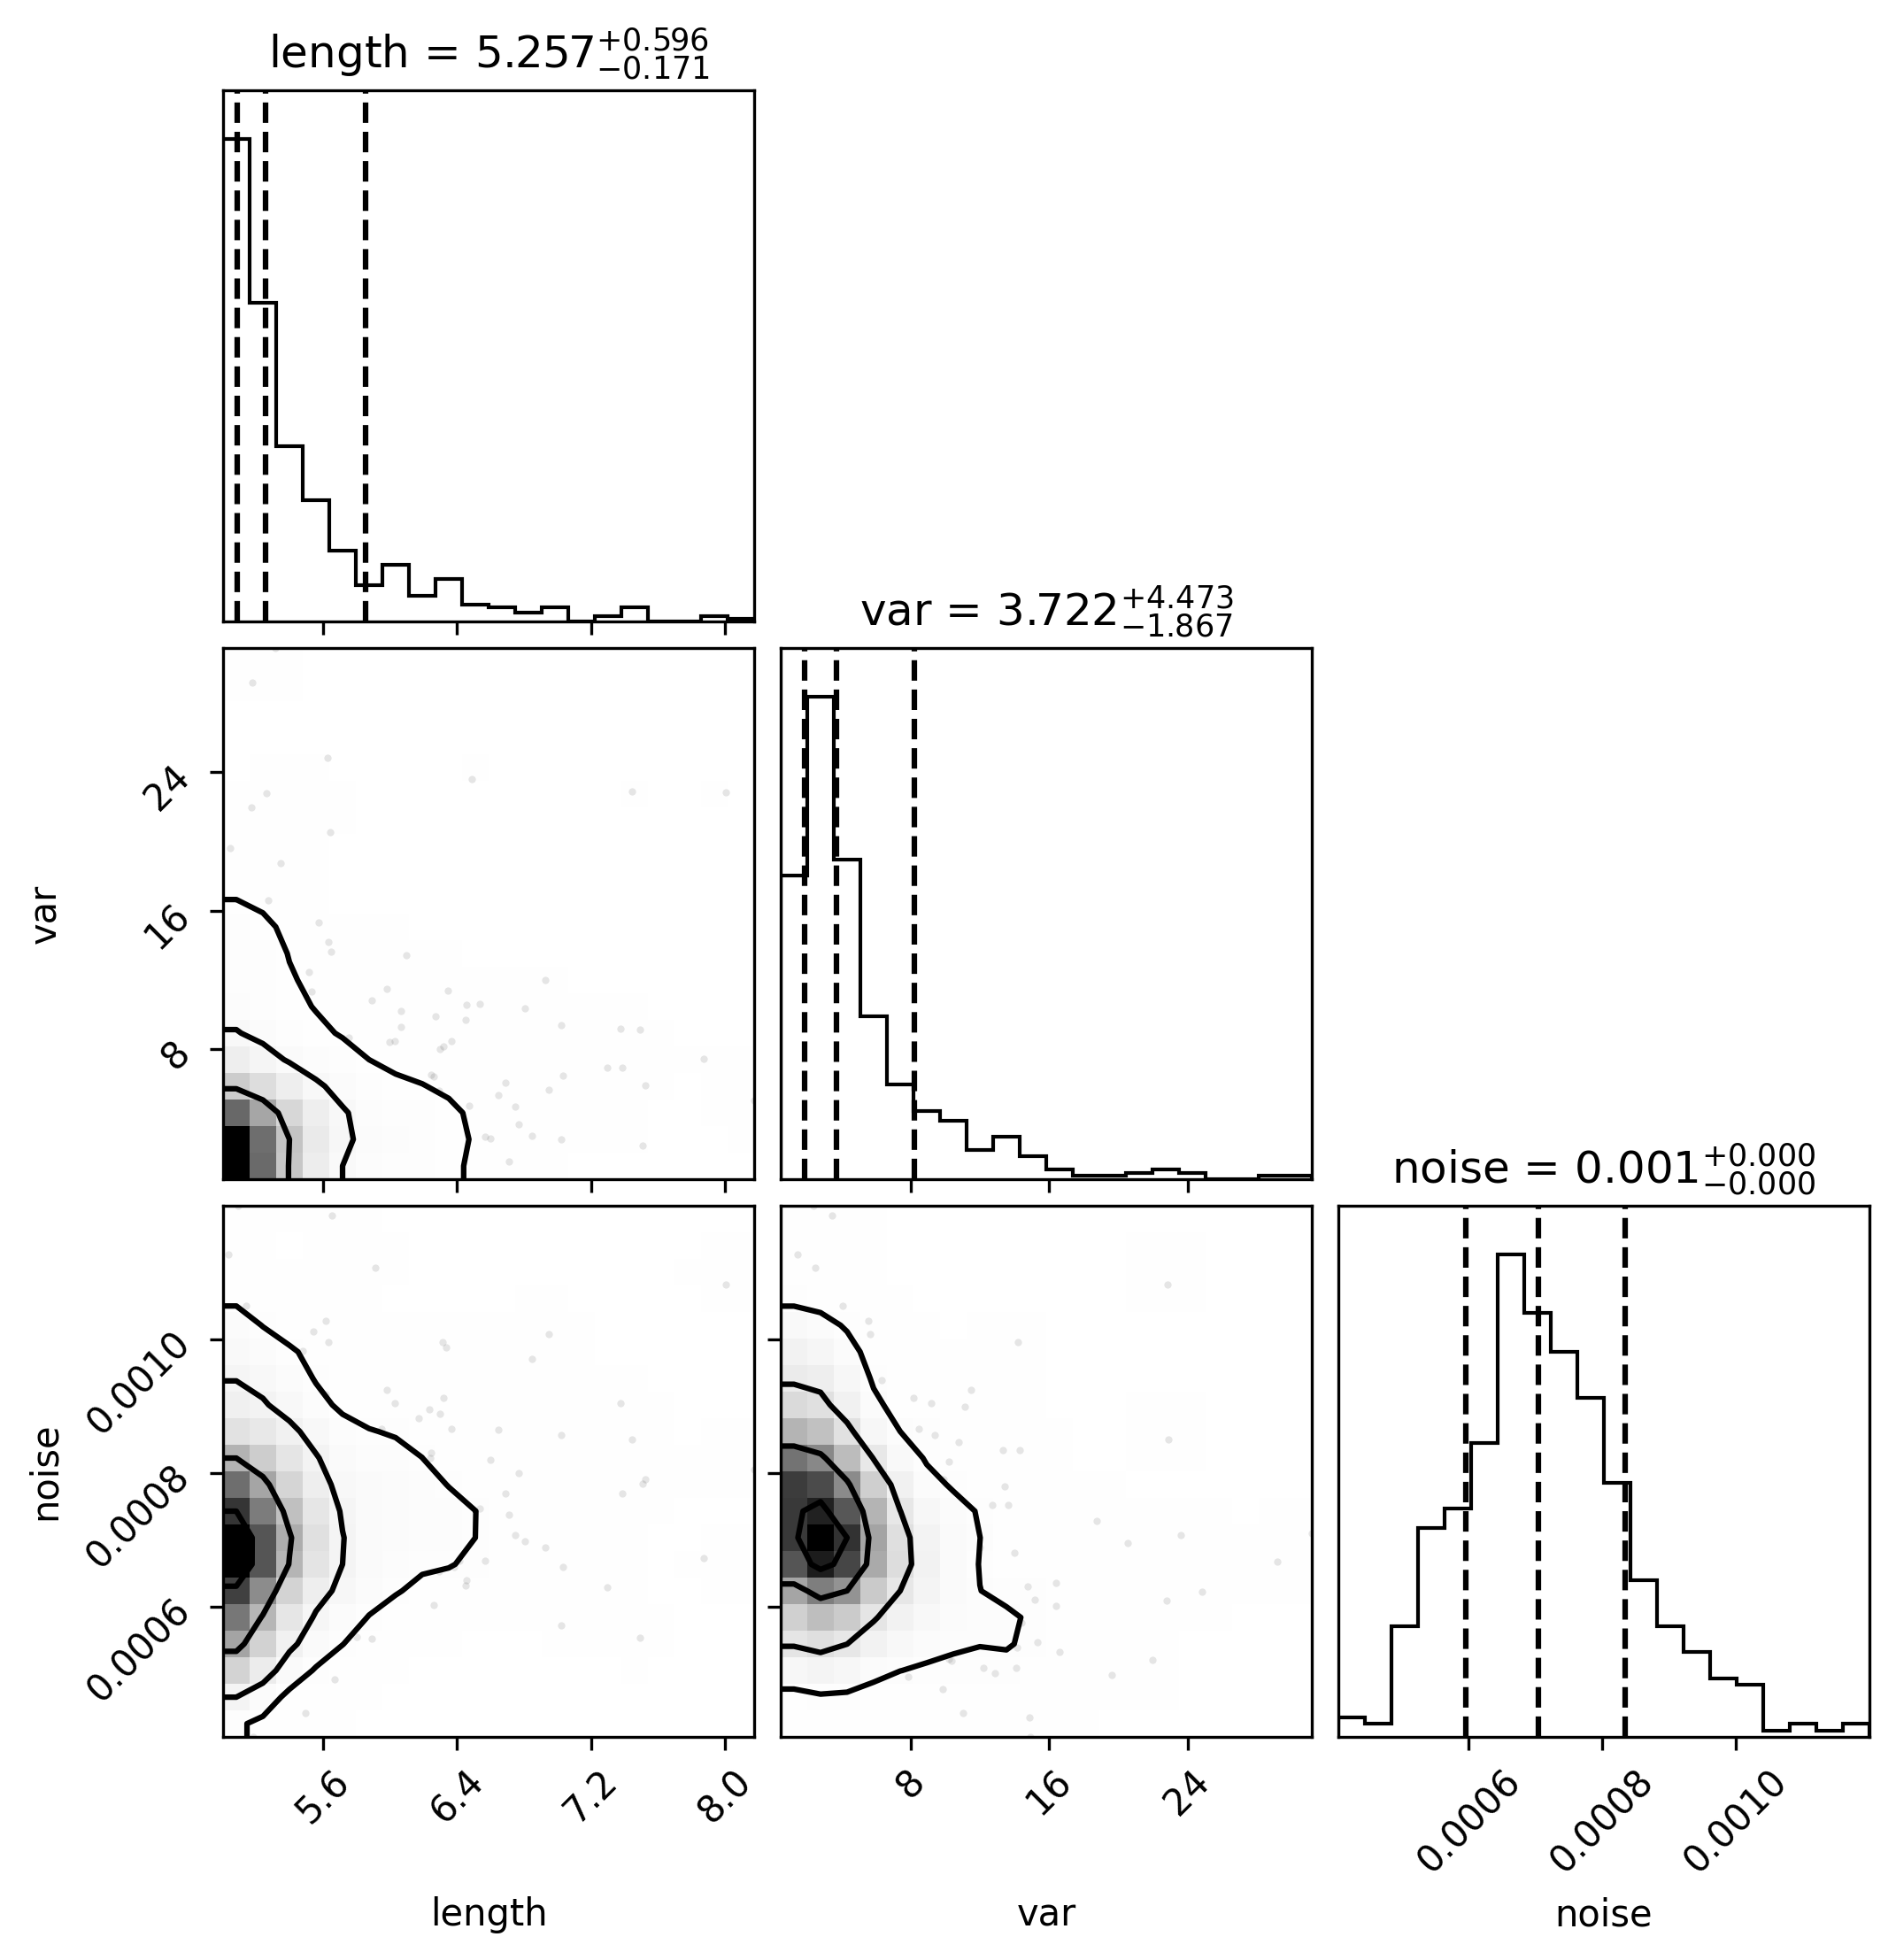 length = 5.257 +0.596 −0.171
var = 3.722 +4.473 −1.867
24
16
8
var
noise = 0.001 +0.000 −0.000
0.0010
0.0008
0.0006
noise
5.6 6.4 7.2 8.0 8 16 24 0.0006 0.0008 0.0010
length var noise